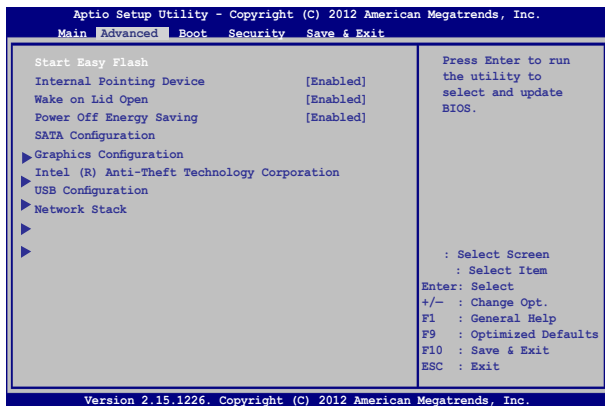 Aptio Setup Utility - Copyright (C) 2012 American Megatrends, Inc.
Main Advanced Boot Security Save & Exit
Start Easy Flash
Internal Pointing Device [Enabled]
Wake on Lid Open [Enabled]
Power Off Energy Saving [Enabled]
SATA Configuration
Graphics Configuration
Intel (R) Anti-Theft Technology Corporation
USB Configuration
Network Stack
Press Enter to run
the utility to
select and update
BIOS.
: Select Screen
: Select Item
Enter: Select
+/— : Change Opt.
F1 : General Help
F9 : Optimized Defaults
F10 : Save & Exit
ESC : Exit
Version 2.15.1226. Copyright (C) 2012 American Megatrends, Inc.